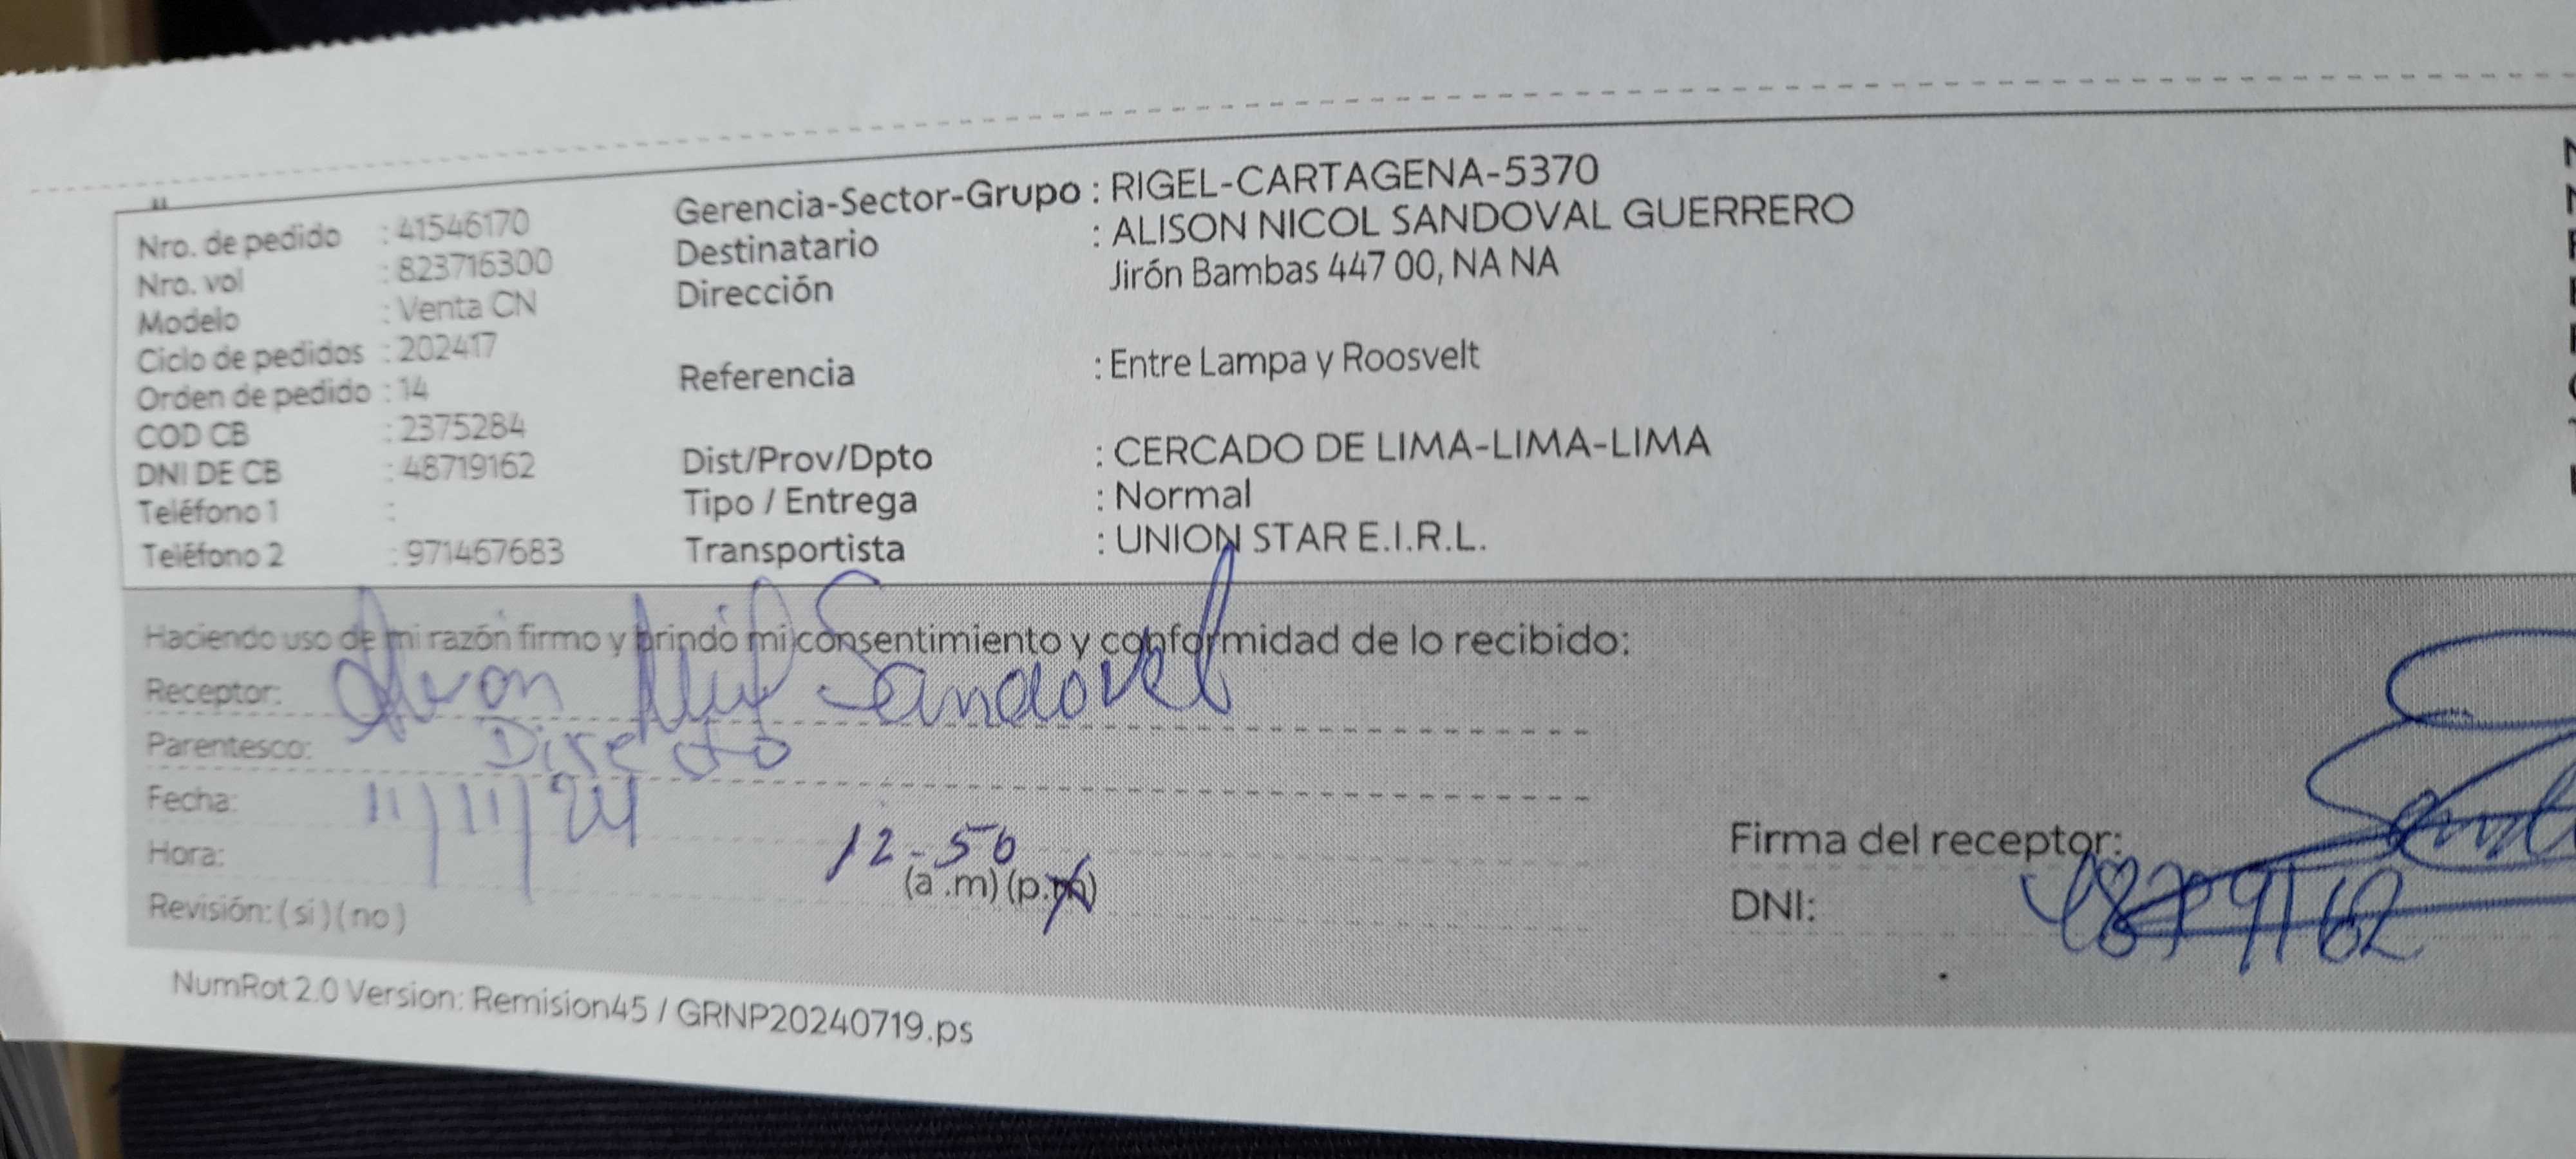 Nro. de pedido : 41546170
Nro. vol : 823716300
Modelo : Venta CN
Ciclo de pedidos : 202417
Orden de pedido : 14
COD CB : 2375284
DNI DE CB : 48719162
Teléfono 1 :
Teléfono 2 : 971467683
Gerencia-Sector-Grupo : RIGEL-CARTAGENA-5370
Destinatario : ALISON NICOL SANDOVAL GUERRERO
Dirección Jirón Bambas 447 00, NA NA
Referencia : Entre Lampa y Roosvelt
Dist/Prov/Dpto : CERCADO DE LIMA-LIMA-LIMA
Tipo / Entrega : Normal
Transportista : UNION STAR E.I.R.L.
Haciendo uso de mi razón firmo y brindo mi consentimiento y conformidad de lo recibido:
Receptor: Sandovel
Parentesco: Directo
Fecha: 11/11/24
Hora: 12-50 (a .m) (p.m)
Revisión: (si) (no)
Firma del receptor:
DNI: 48719162
NumRot 2.0 Version: Remision45 / GRNP20240719.ps